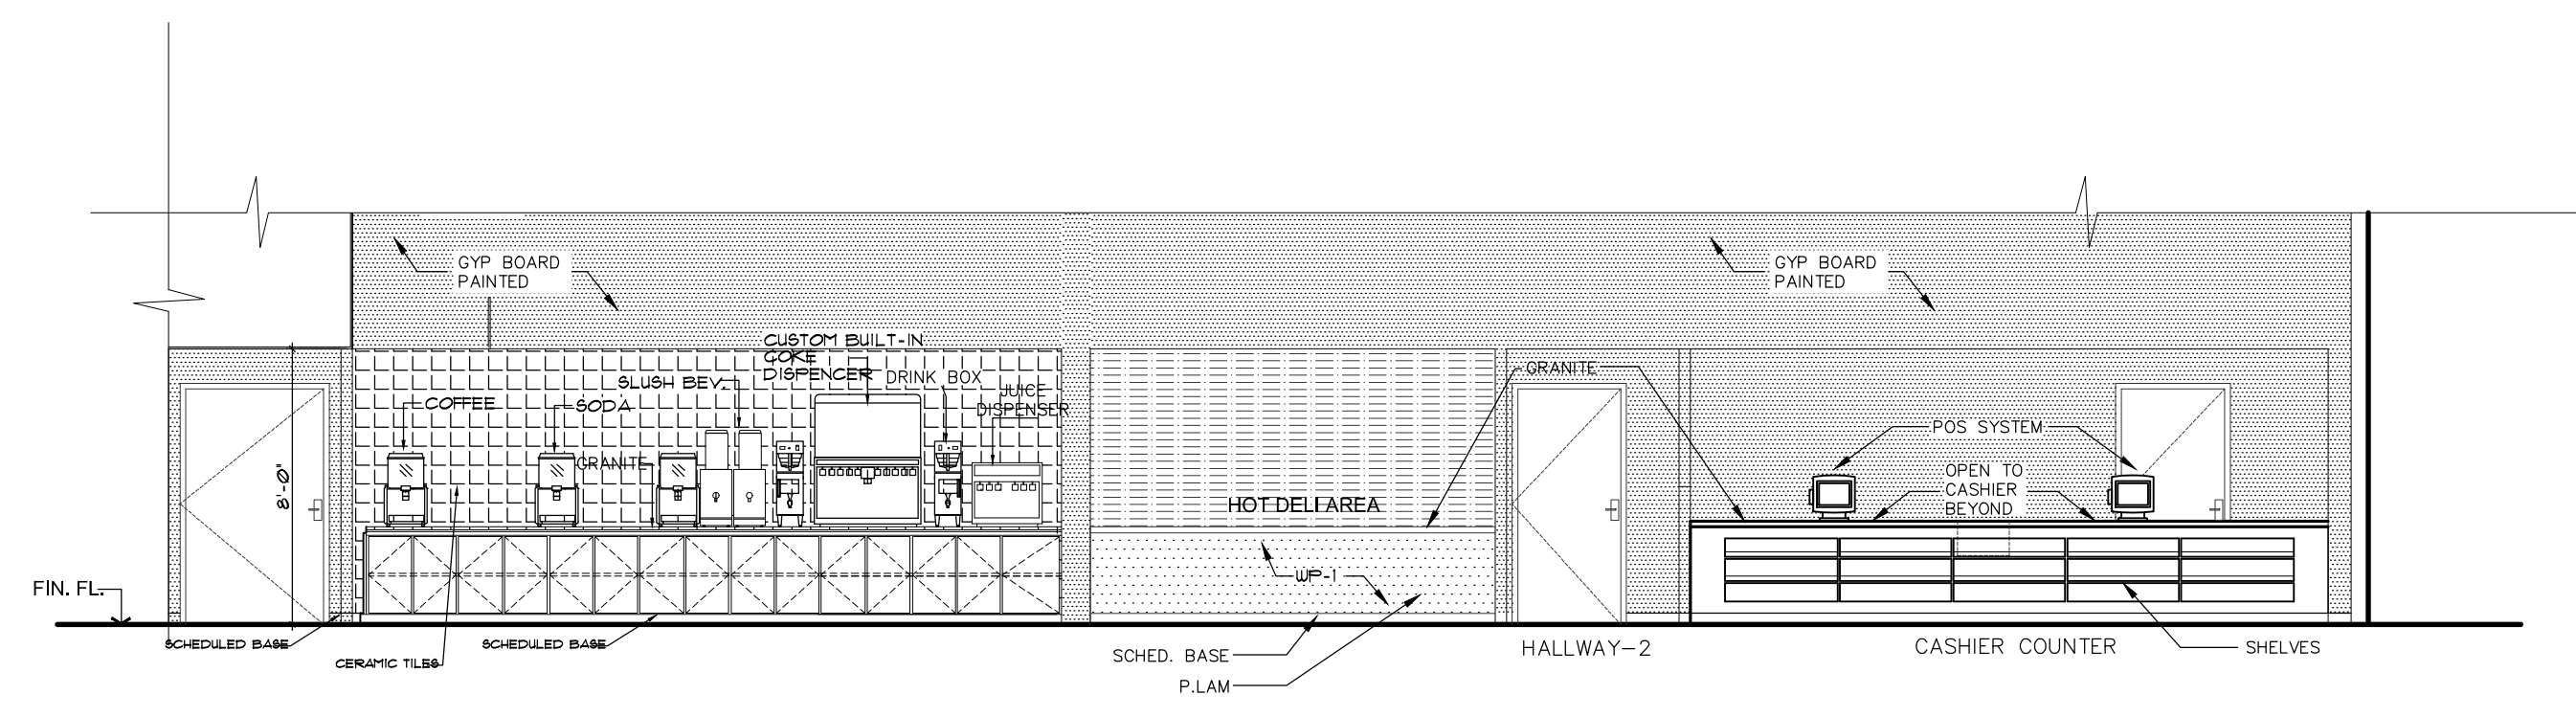 GYP BOARD
PAINTED
GYP BOARD
PAINTED
CUSTOM BUILT-IN
COKE
DISPENCER
DRINK BOX
SLUSH BEV.
JUICE
DISPENSER
COFFEE
SODA
GRANITE
GRANITE
POS SYSTEM
OPEN TO
CASHIER
BEYOND
HOT DELI AREA
8'-0"
WP-1
FIN. FL.
SCHEDULED BASE
CERAMIC TILES
SCHEDULED BASE
SCHED. BASE
P.LAM
HALLWAY-2
CASHIER COUNTER
SHELVES